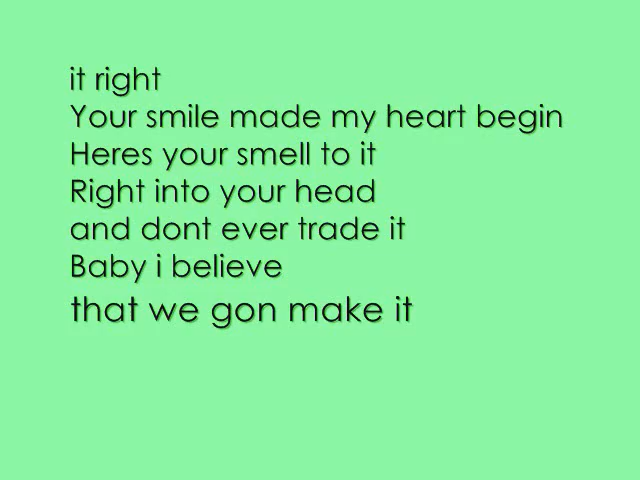 it right
Your smile made my heart begin
Heres your smell to it
Right into your head
and dont ever trade it
Baby i believe
that we gon make it